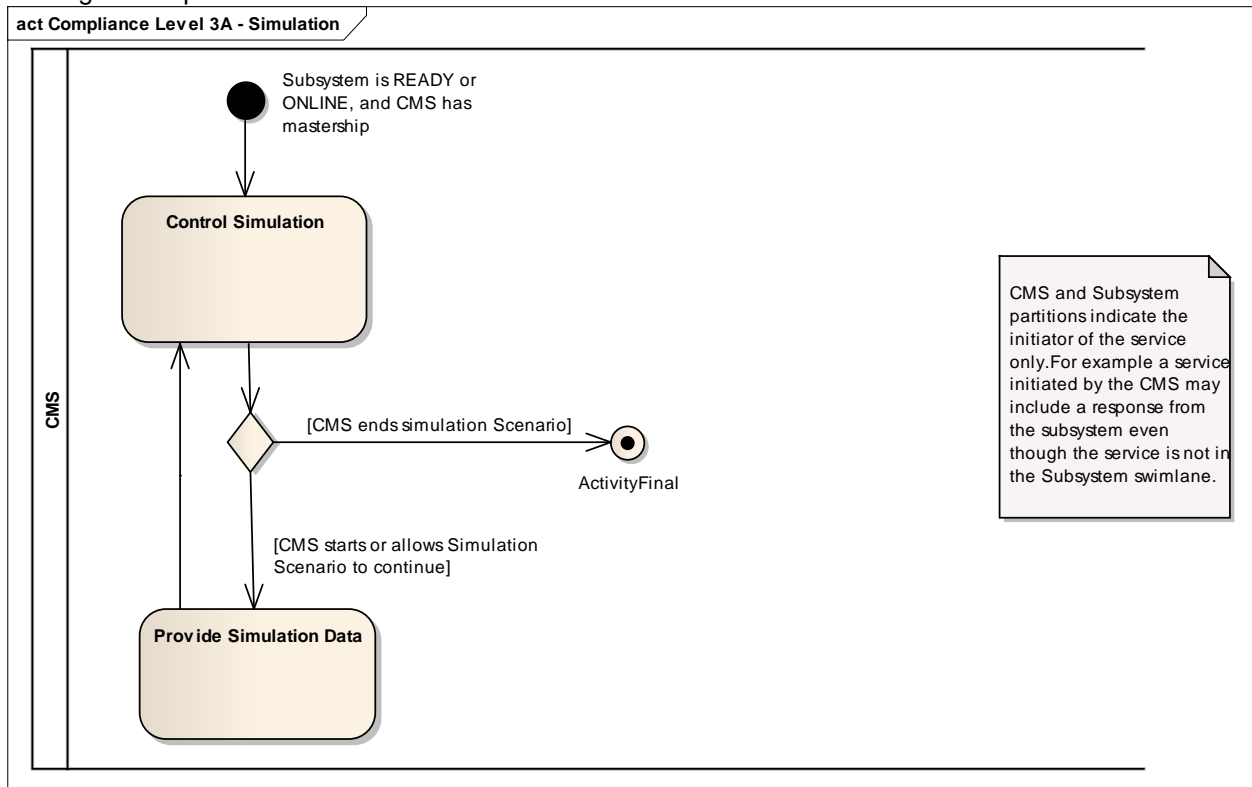 act Compliance Level 3A - Simulation
Subsystem is READY or
ONLINE, and CMS has
mastership
Control Simulation
CMS
[CMS ends simulation Scenario]
ActivityFinal
[CMS starts or allows Simulation
Scenario to continue]
Provide Simulation Data
CMS and Subsystem
partitions indicate the
initiator of the service
only.For example a service
initiated by the CMS may
include a response from
the subsystem even
though the service is not in
the Subsystem swimlane.